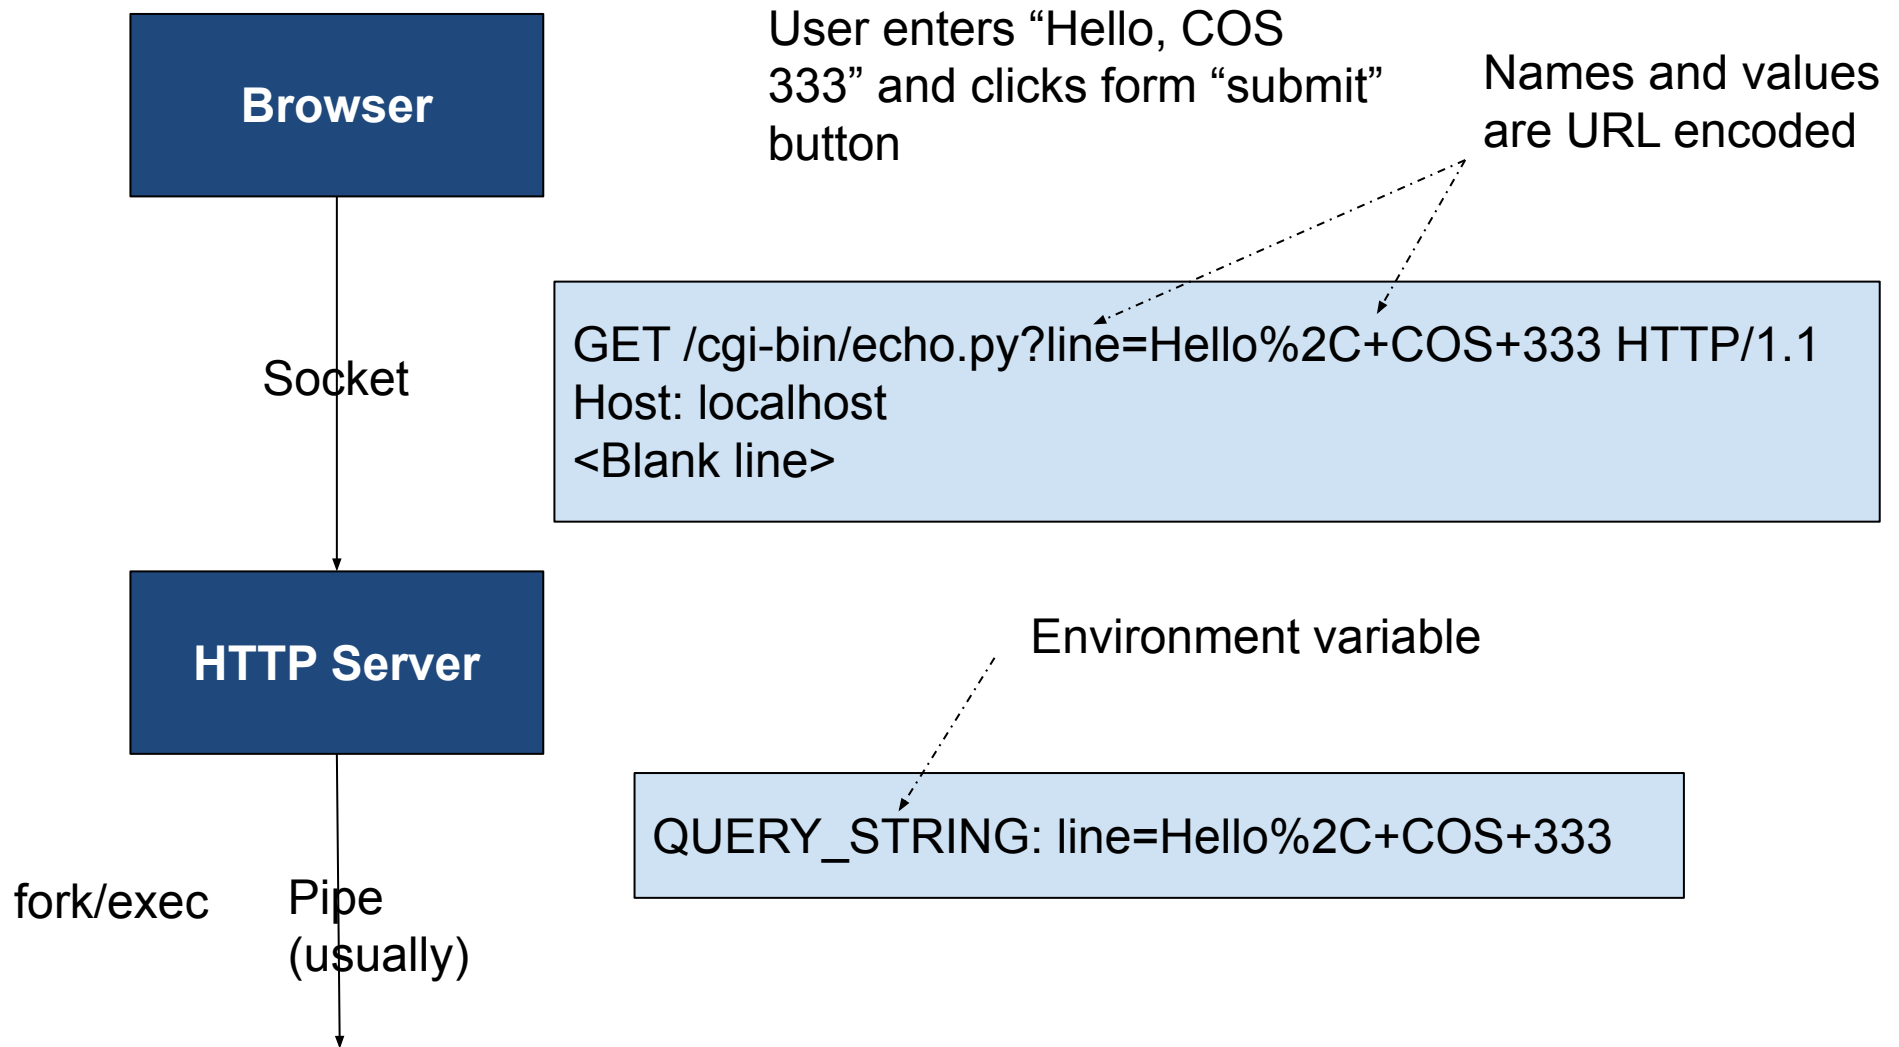 Browser
User enters “Hello, COS
333” and clicks form “submit”
button
Names and values
are URL encoded
Socket
GET /cgi-bin/echo.py?line=Hello%2C+COS+333 HTTP/1.1
Host: localhost
<Blank line>
HTTP Server
Environment variable
QUERY_STRING: line=Hello%2C+COS+333
fork/exec
Pipe
(usually)